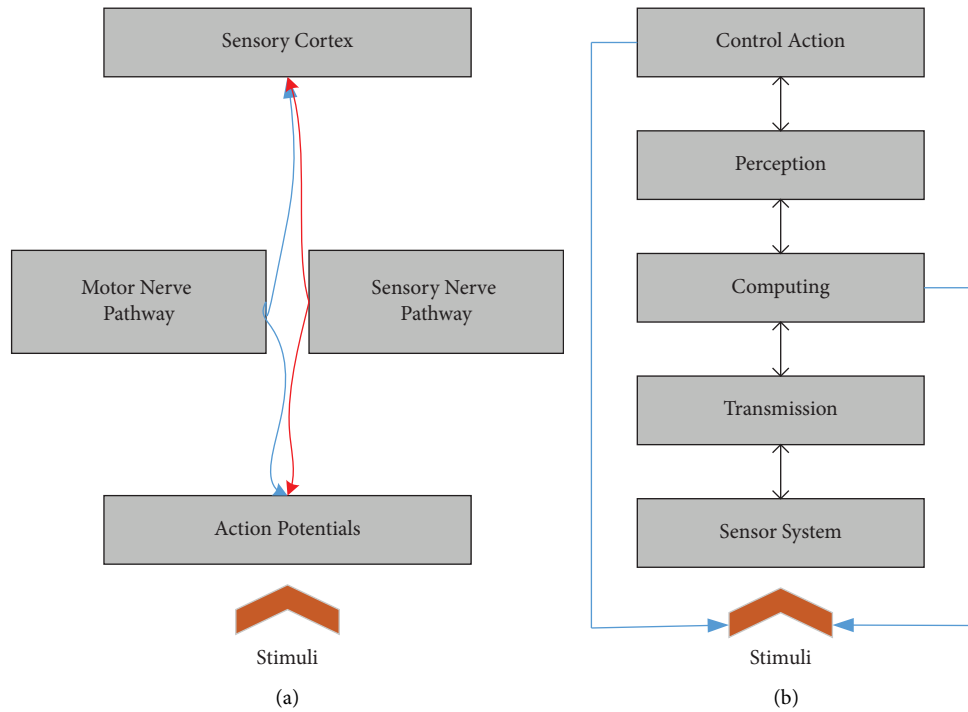 Sensory Cortex
Motor Nerve
Pathway
Sensory Nerve
Pathway
Action Potentials
Stimuli
(a)
Control Action
Perception
Computing
Transmission
Sensor System
Stimuli
(b)